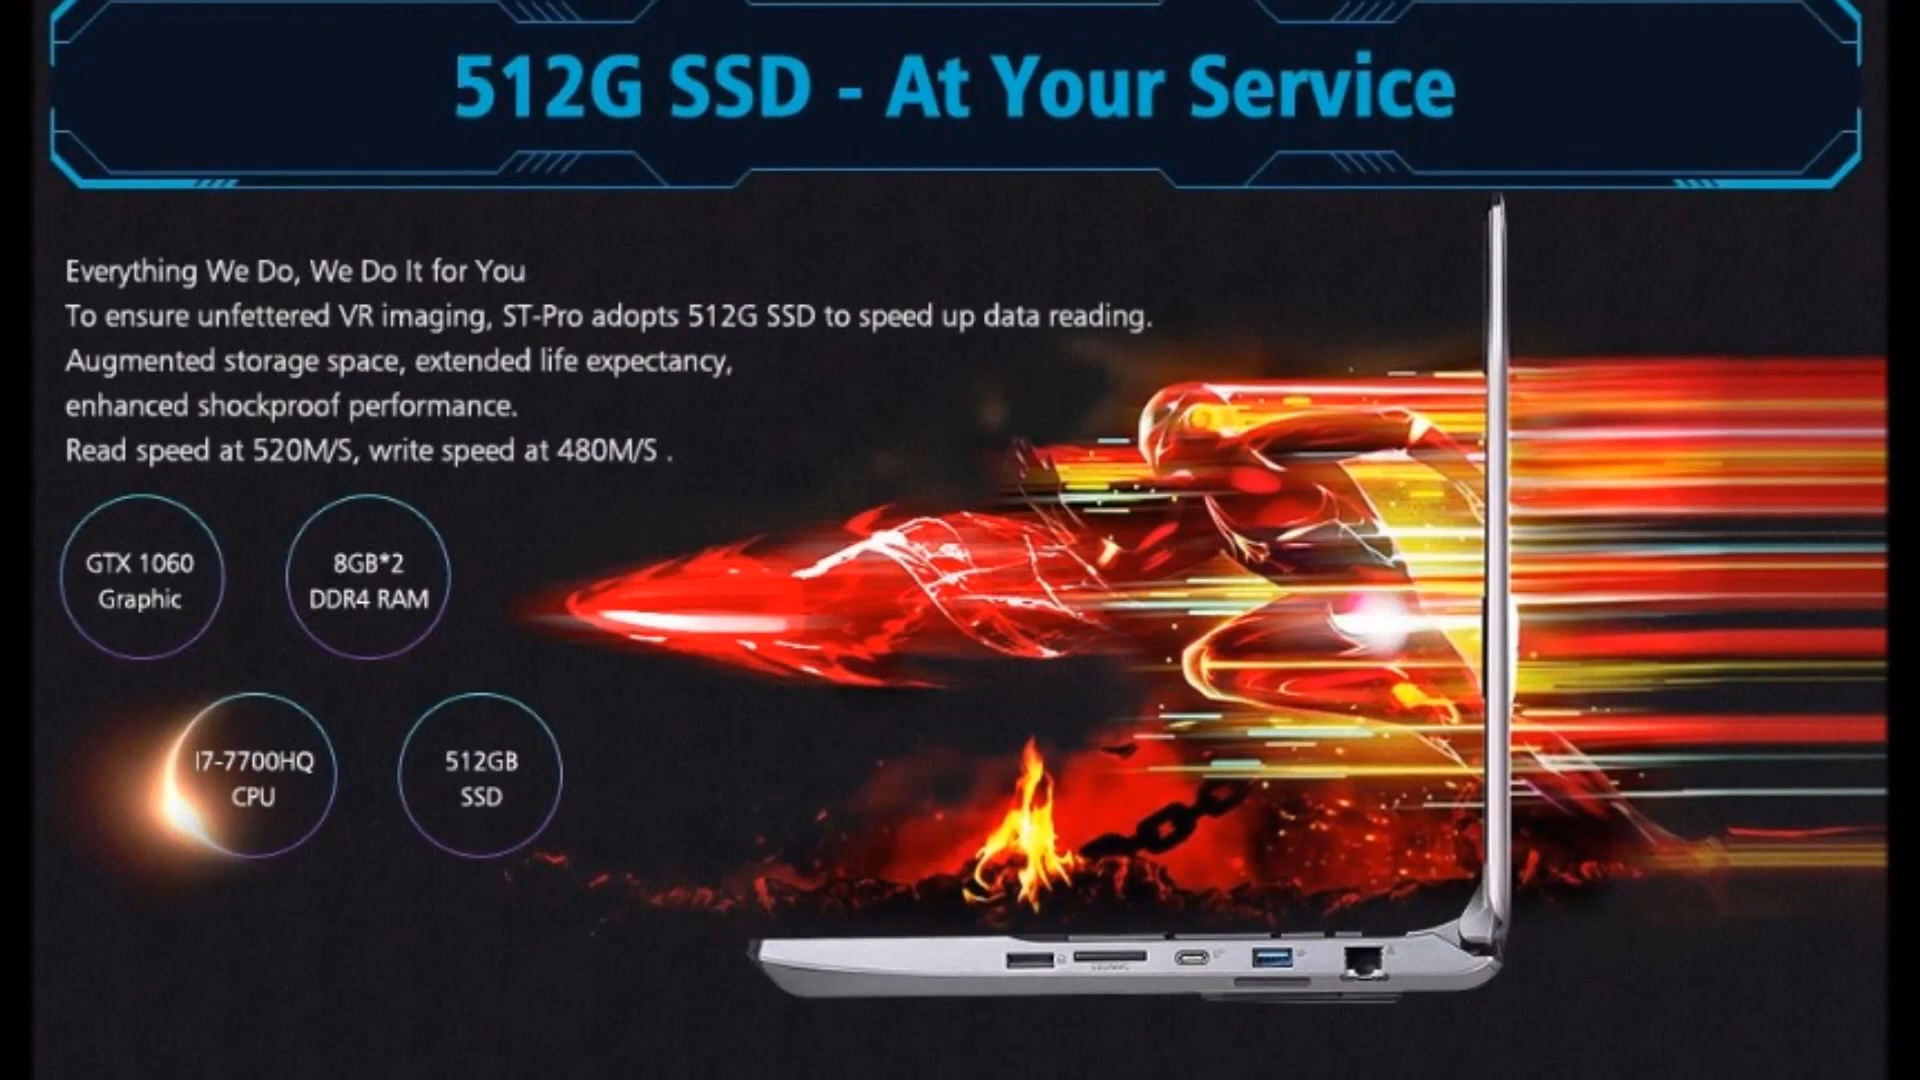 512G SSD - At Your Service
Everything We Do, We Do It for You
To ensure unfettered VR imaging, ST-Pro adopts 512G SSD to speed up data reading.
Augmented storage space, extended life expectancy,
enhanced shockproof performance.
Read speed at 520M/S, write speed at 480M/S .
GTX 1060
Graphic
8GB*2
DDR4 RAM
I7-7700HQ
CPU
512GB
SSD